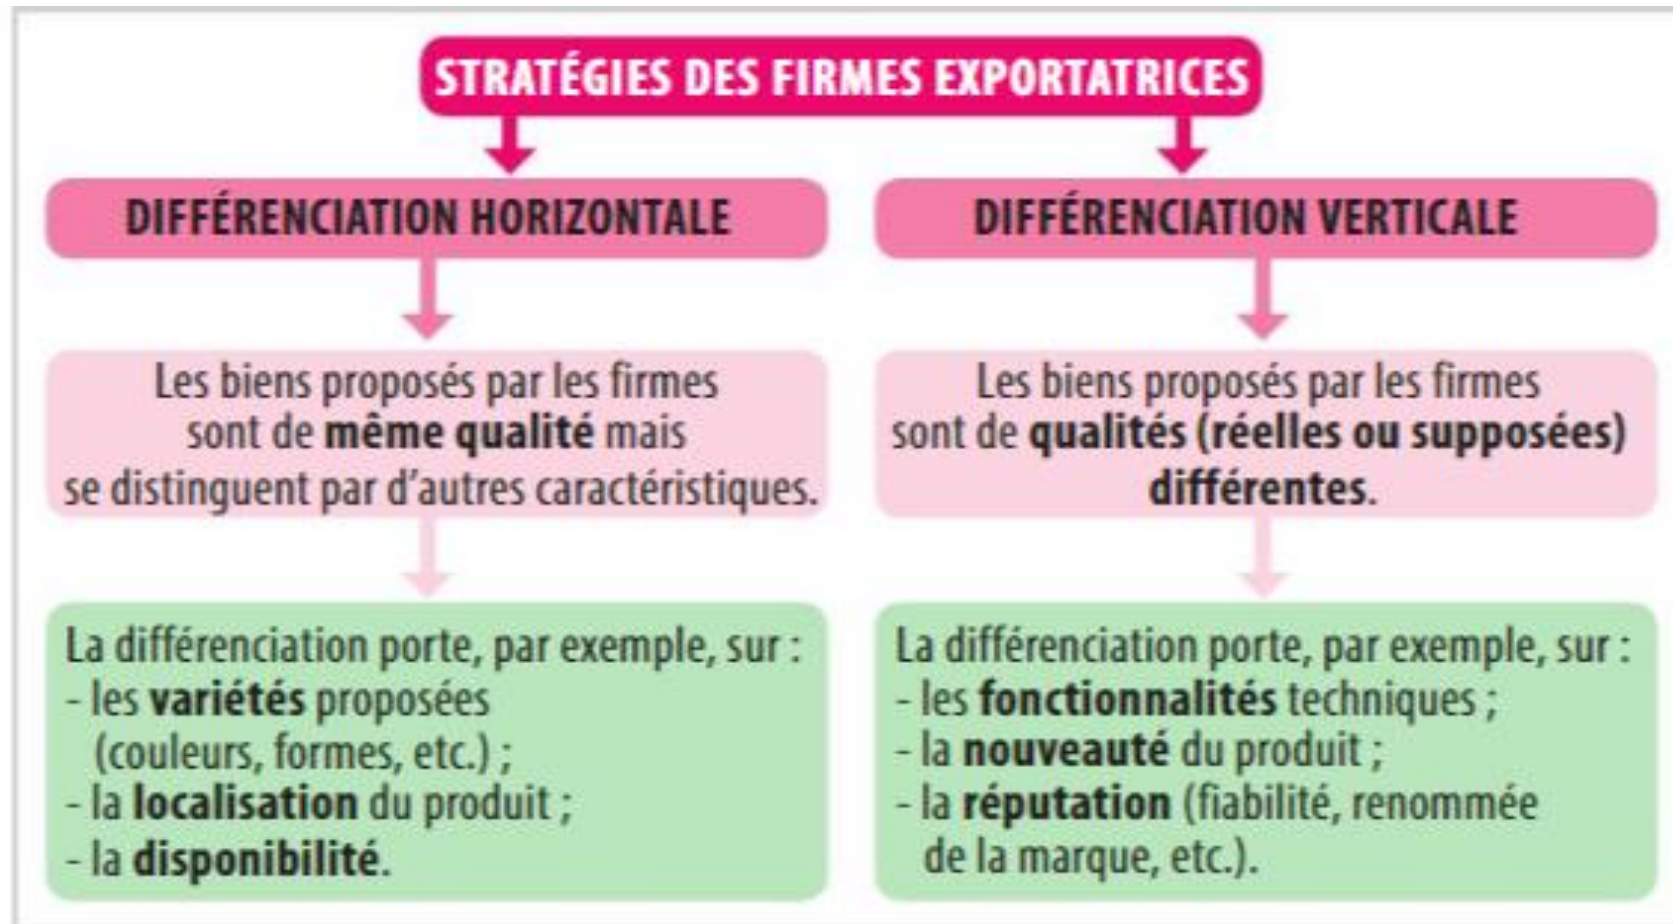 STRATÉGIES DES FIRMES EXPORTATRICES
DIFFÉRENCIATION HORIZONTALE
Les biens proposés par les firmes
sont de même qualité mais
se distinguent par d'autres caractéristiques.
La différenciation porte, par exemple, sur :
- les variétés proposées
(couleurs, formes, etc.) ;
- la localisation du produit ;
- la disponibilité.
DIFFÉRENCIATION VERTICALE
Les biens proposés par les firmes
sont de qualités (réelles ou supposées)
différentes.
La différenciation porte, par exemple, sur :
- les fonctionnalités techniques ;
- la nouveauté du produit ;
- la réputation (fiabilité, renommée
de la marque, etc.).